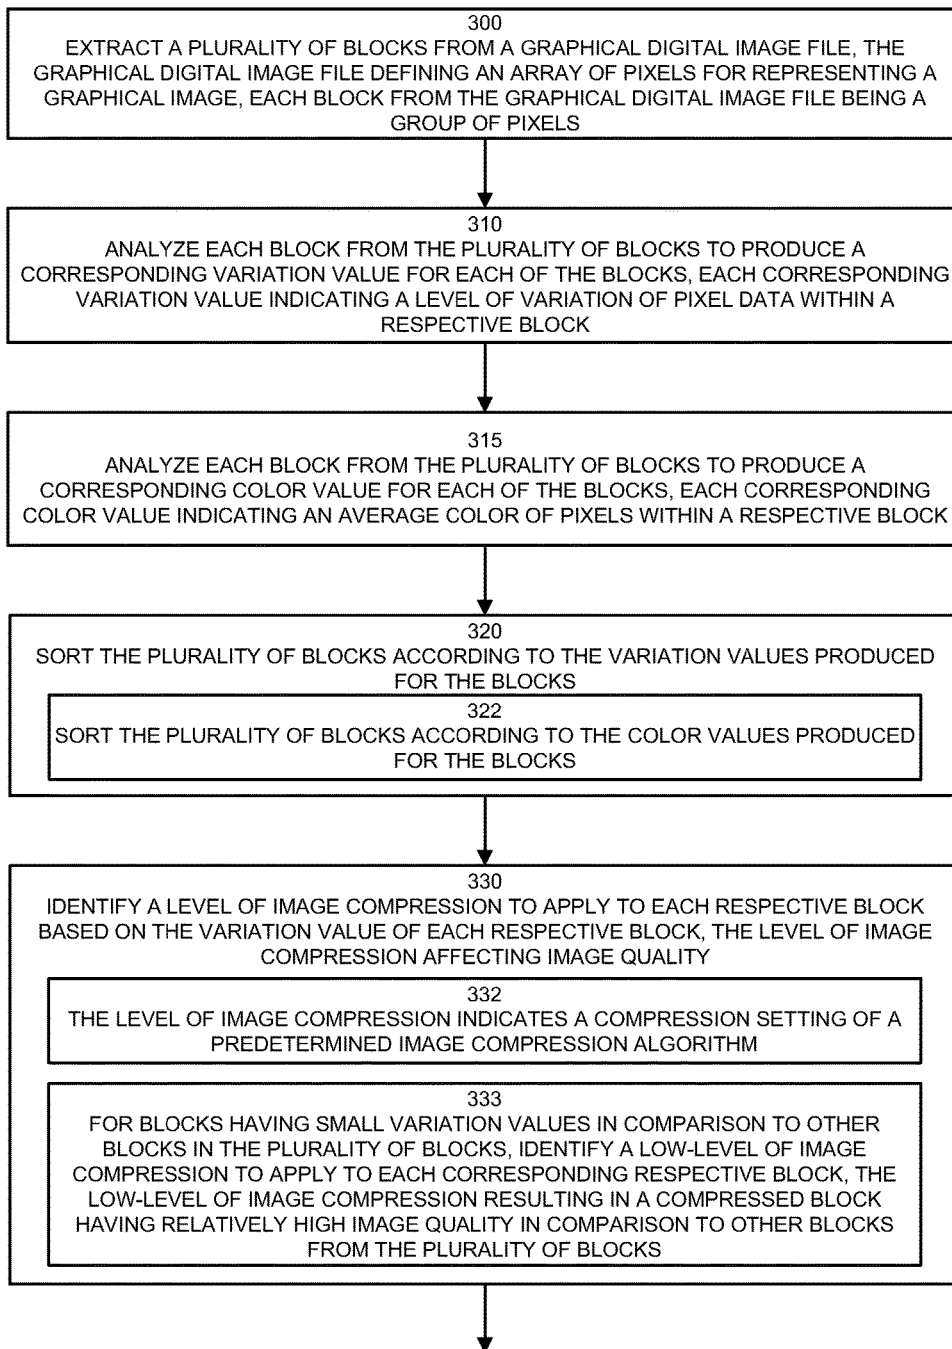 300
EXTRACT A PLURALITY OF BLOCKS FROM A GRAPHICAL DIGITAL IMAGE FILE, THE
GRAPHICAL DIGITAL IMAGE FILE DEFINING AN ARRAY OF PIXELS FOR REPRESENTING A
GRAPHICAL IMAGE, EACH BLOCK FROM THE GRAPHICAL DIGITAL IMAGE FILE BEING A
GROUP OF PIXELS
310
ANALYZE EACH BLOCK FROM THE PLURALITY OF BLOCKS TO PRODUCE A
CORRESPONDING VARIATION VALUE FOR EACH OF THE BLOCKS, EACH CORRESPONDING
VARIATION VALUE INDICATING A LEVEL OF VARIATION OF PIXEL DATA WITHIN A
RESPECTIVE BLOCK
315
ANALYZE EACH BLOCK FROM THE PLURALITY OF BLOCKS TO PRODUCE A
CORRESPONDING COLOR VALUE FOR EACH OF THE BLOCKS, EACH CORRESPONDING
COLOR VALUE INDICATING AN AVERAGE COLOR OF PIXELS WITHIN A RESPECTIVE BLOCK
320
SORT THE PLURALITY OF BLOCKS ACCORDING TO THE VARIATION VALUES PRODUCED
FOR THE BLOCKS
322
SORT THE PLURALITY OF BLOCKS ACCORDING TO THE COLOR VALUES PRODUCED
FOR THE BLOCKS
330
IDENTIFY A LEVEL OF IMAGE COMPRESSION TO APPLY TO EACH RESPECTIVE BLOCK
BASED ON THE VARIATION VALUE OF EACH RESPECTIVE BLOCK, THE LEVEL OF IMAGE
COMPRESSION AFFECTING IMAGE QUALITY
332
THE LEVEL OF IMAGE COMPRESSION INDICATES A COMPRESSION SETTING OF A
PREDETERMINED IMAGE COMPRESSION ALGORITHM
333
FOR BLOCKS HAVING SMALL VARIATION VALUES IN COMPARISON TO OTHER
BLOCKS IN THE PLURALITY OF BLOCKS, IDENTIFY A LOW-LEVEL OF IMAGE
COMPRESSION TO APPLY TO EACH CORRESPONDING RESPECTIVE BLOCK, THE
LOW-LEVEL OF IMAGE COMPRESSION RESULTING IN A COMPRESSED BLOCK
HAVING RELATIVELY HIGH IMAGE QUALITY IN COMPARISON TO OTHER BLOCKS
FROM THE PLURALITY OF BLOCKS